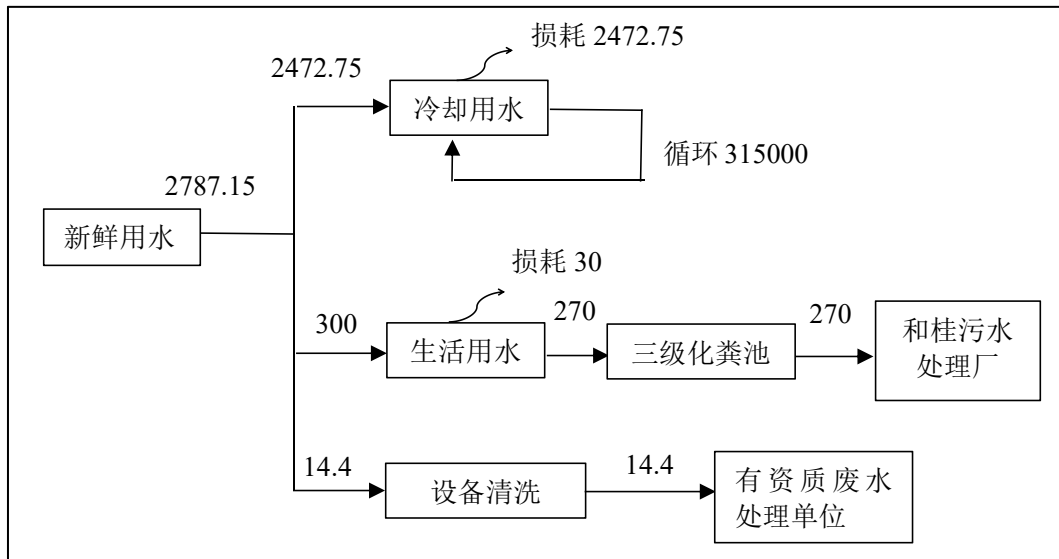 损耗 2472.75
2472.75
冷却用水
循环 315000
2787.15
新鲜用水
损耗 30
300
生活用水
270
三级化粪池
270
和桂污水
处理厂
14.4
设备清洗
14.4
有资质废水
处理单位